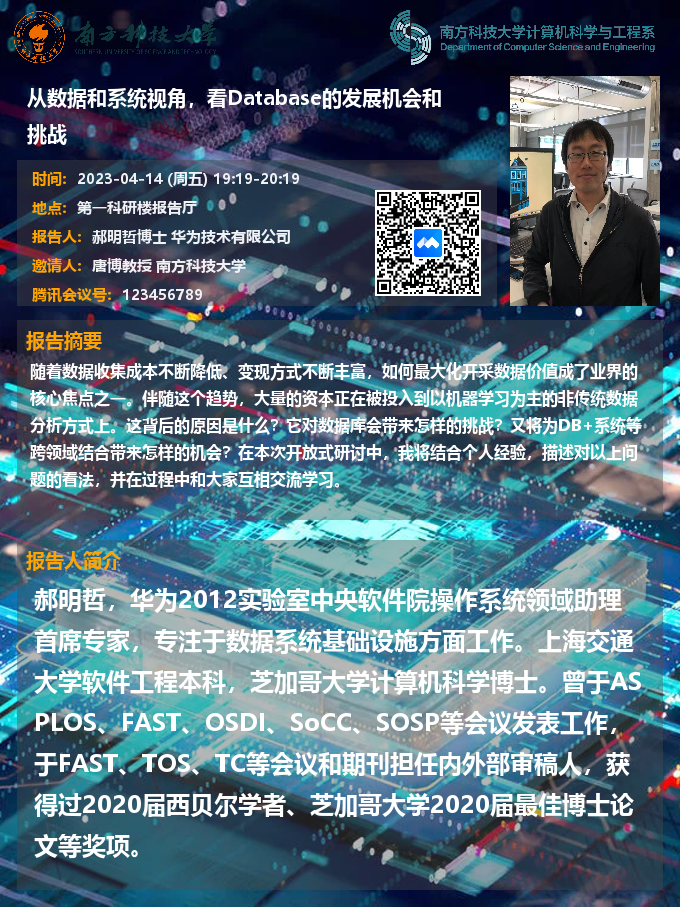 南方科技大学
SOUTHERN UNIVERSITY OF SCIENCE AND TECHNOLOGY
南方科技大学计算机科学与工程系
Department of Computer Science and Engineering
从数据和系统视角，看Database的发展机会和
挑战
时间：2023-04-14 (周五) 19:19-20:19
地点：第一科研楼报告厅
报告人：郝明哲博士 华为技术有限公司
邀请人：唐博教授 南方科技大学
腾讯会议号：123456789
报告摘要
随着数据收集成本不断降低、变现方式不断丰富，如何最大化开采数据价值成了业界的
核心焦点之一。伴随这个趋势，大量的资本正在被投入到以机器学习为主的非传统数据
分析方式上。这背后的原因是什么？它对数据库会带来怎样的挑战？又将为DB+系统等
跨领域结合带来怎样的机会？在本次开放式研讨中，我将结合个人经验，描述对以上问
题的看法，并在过程中和大家互相交流学习。
报告人简介
郝明哲，华为2012实验室中央软件院操作系统领域助理
首席专家，专注于数据系统基础设施方面工作。上海交通
大学软件工程本科，芝加哥大学计算机科学博士。曾于AS
PLOS、FAST、OSDI、SoCC、SOSP等会议发表工作，
于FAST、TOS、TC等会议和期刊担任内外部审稿人，获
得过2020届西贝尔学者、芝加哥大学2020届最佳博士论
文等奖项。